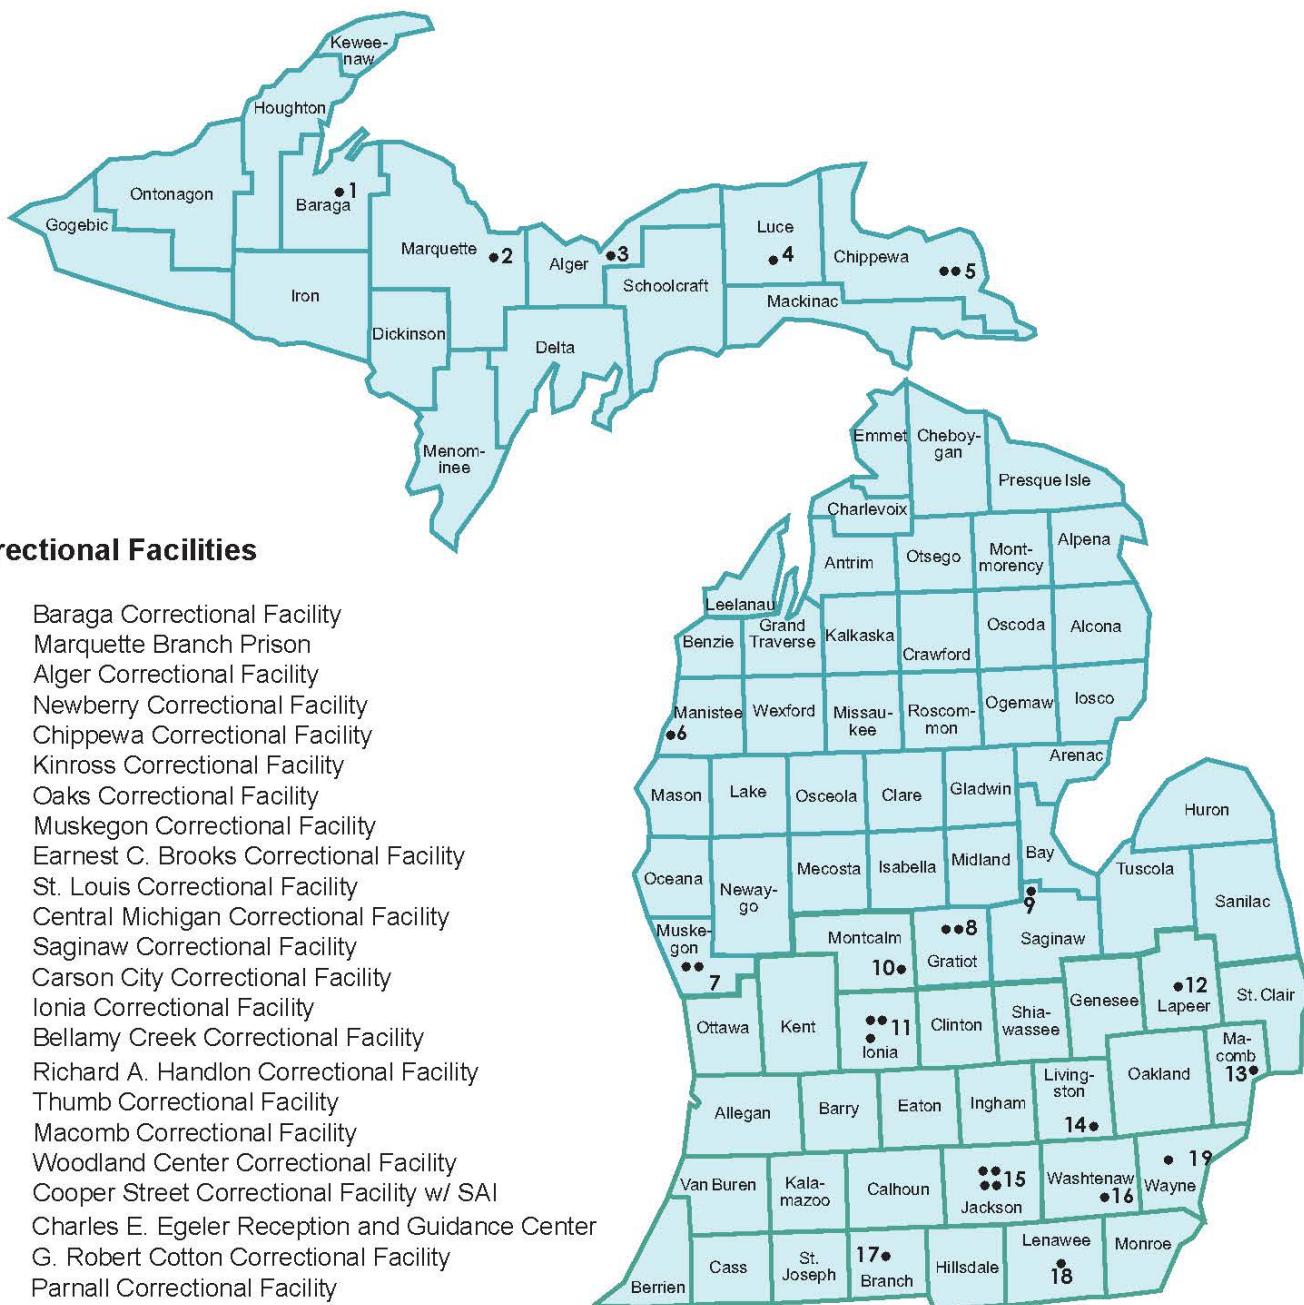 Kewee-
naw
Houghton
Ontonagon
Gogebic
Baraga
1
Marquette
2
Alger
3
Luce
4
Chippewa
5
Schoolcraft
Mackinac
Iron
Dickinson
Delta
Menom-
inee
Emmet
Cheboy-
gan
Presque Isle
Charlevoix
Antrim
Otsego
Mont-
morency
Alpena
Leelanau
Benzie
Grand
Traverse
Kalkaska
Crawford
Oscoda
Alcona
Manistee
6
Wexford
Missau-
kee
Roscom-
mon
Ogemaw
Iosco
Arenac
Mason
Lake
Osceola
Clare
Gladwin
Huron
Oceana
Neway-
go
Mecosta
Isabella
Midland
Bay
9
Tuscola
Sanilac
Muske-
gon
7
Montcalm
10
8
Gratiot
Saginaw
Ottawa
Kent
11
Ionia
Clinton
Shia-
wassee
Genesee
12
Lapeer
St. Clair
Ma-
comb
13
Allegan
Barry
Eaton
Ingham
Living-
ston
14
Oakland
Van Buren
Kala-
mazoo
Calhoun
15
Jackson
Washtenaw
16
19
Wayne
Berrien
Cass
St.
Joseph
17
Branch
Hillsdale
Lenawee
18
Monroe
rectional Facilities
Baraga Correctional Facility
Marquette Branch Prison
Alger Correctional Facility
Newberry Correctional Facility
Chippewa Correctional Facility
Kinross Correctional Facility
Oaks Correctional Facility
Muskegon Correctional Facility
Earnest C. Brooks Correctional Facility
St. Louis Correctional Facility
Central Michigan Correctional Facility
Saginaw Correctional Facility
Carson City Correctional Facility
Ionia Correctional Facility
Bellamy Creek Correctional Facility
Richard A. Handlon Correctional Facility
Thumb Correctional Facility
Macomb Correctional Facility
Woodland Center Correctional Facility
Cooper Street Correctional Facility w/ SAI
Charles E. Egeler Reception and Guidance Center
G. Robert Cotton Correctional Facility
Parnall Correctional Facility